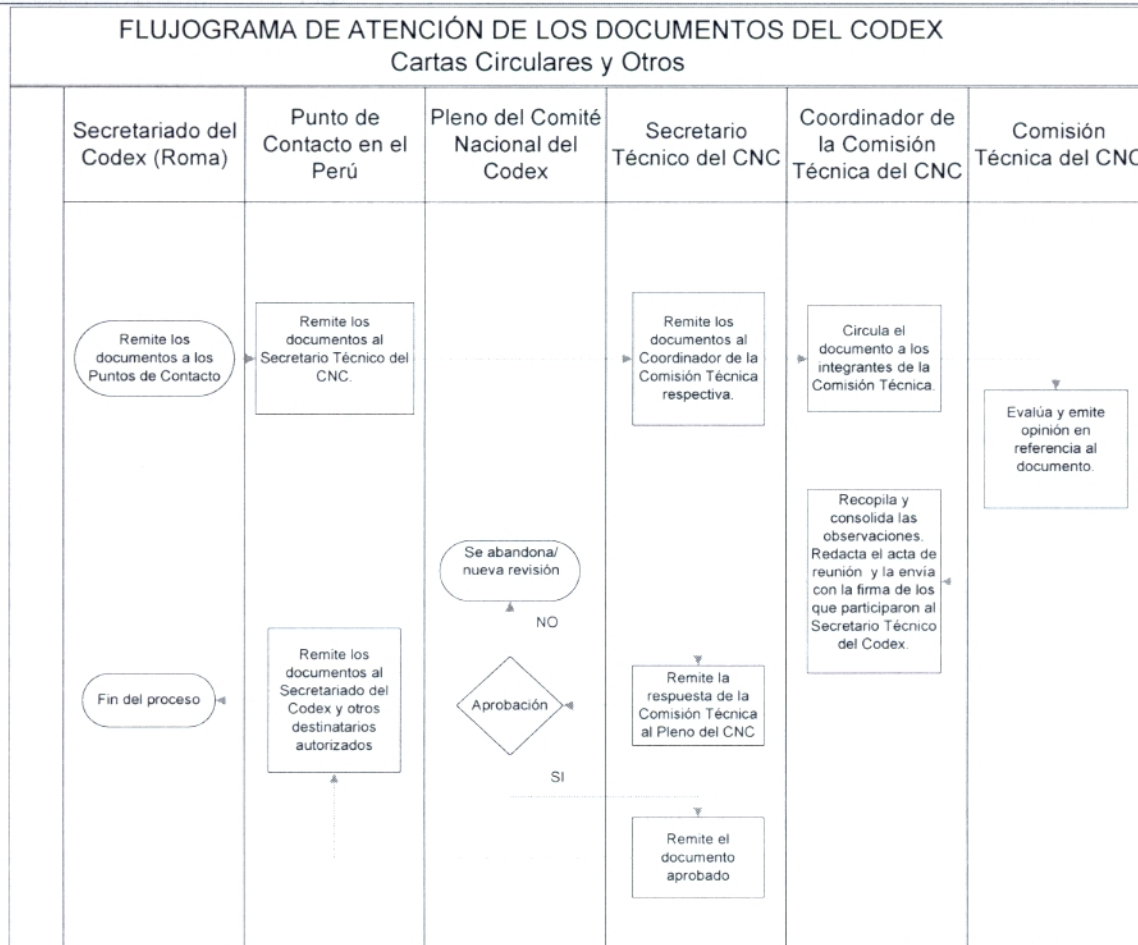 FLUJOGRAMA DE ATENCIÓN DE LOS DOCUMENTOS DEL CODEX
Cartas Circulares y Otros
Secretariado del
Codex (Roma)
Punto de
Contacto en el
Perú
Pleno del Comité
Nacional del
Codex
Secretario
Técnico del CNC
Coordinador de
la Comisión
Técnica del CNC
Comisión
Técnica del CNC
Remite los
documentos a los
Puntos de Contacto
Remite los
documentos al
Secretario Técnico del
CNC.
Remite los
documentos al
Coordinador de la
Comisión Técnica
respectiva.
Circula el
documento a los
integrantes de la
Comisión Técnica.
Evalúa y emite
opinión en
referencia al
documento.
Recopila y
consolida las
observaciones.
Redacta el acta de
reunión y la envía
con la firma de los
que participaron al
Secretario Técnico
del Codex.
Se abandona/
nueva revisión
NO
Remite los
documentos al
Secretariado del
Codex y otros
destinatarios
autorizados
Fin del proceso
Aprobación
Remite la
respuesta de la
Comisión Técnica
al Pleno del CNC
SI
Remite el
documento
aprobado